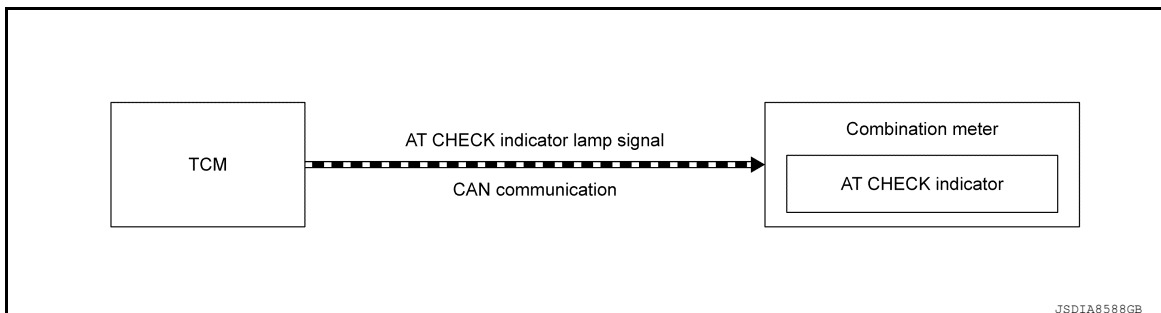 TCM
AT CHECK indicator lamp signal
CAN communication
Combination meter
AT CHECK indicator
JSDIA8588GB